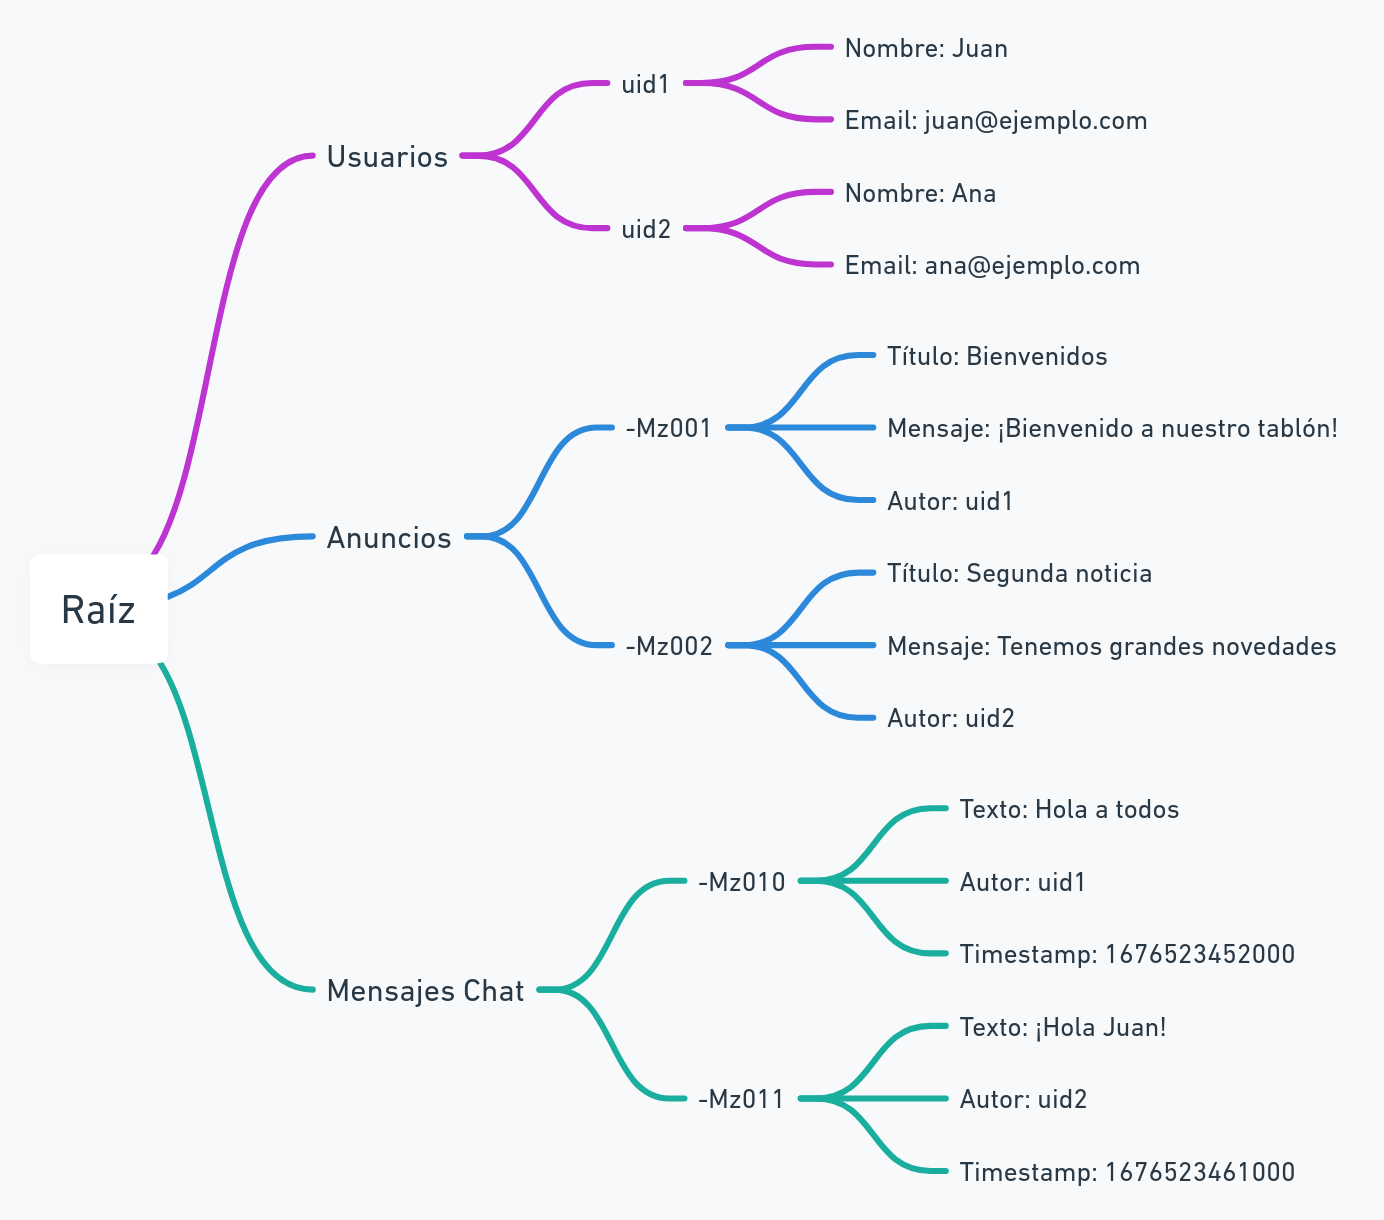 Raíz
Usuarios
uid1
Nombre: Juan
Email: juan@ejemplo.com
uid2
Nombre: Ana
Email: ana@ejemplo.com
Anuncios
-Mz001
Título: Bienvenidos
Mensaje: ¡Bienvenido a nuestro tablón!
Autor: uid1
-Mz002
Título: Segunda noticia
Mensaje: Tenemos grandes novedades
Autor: uid2
Mensajes Chat
-Mz010
Texto: Hola a todos
Autor: uid1
Timestamp: 1676523452000
-Mz011
Texto: ¡Hola Juan!
Autor: uid2
Timestamp: 1676523461000